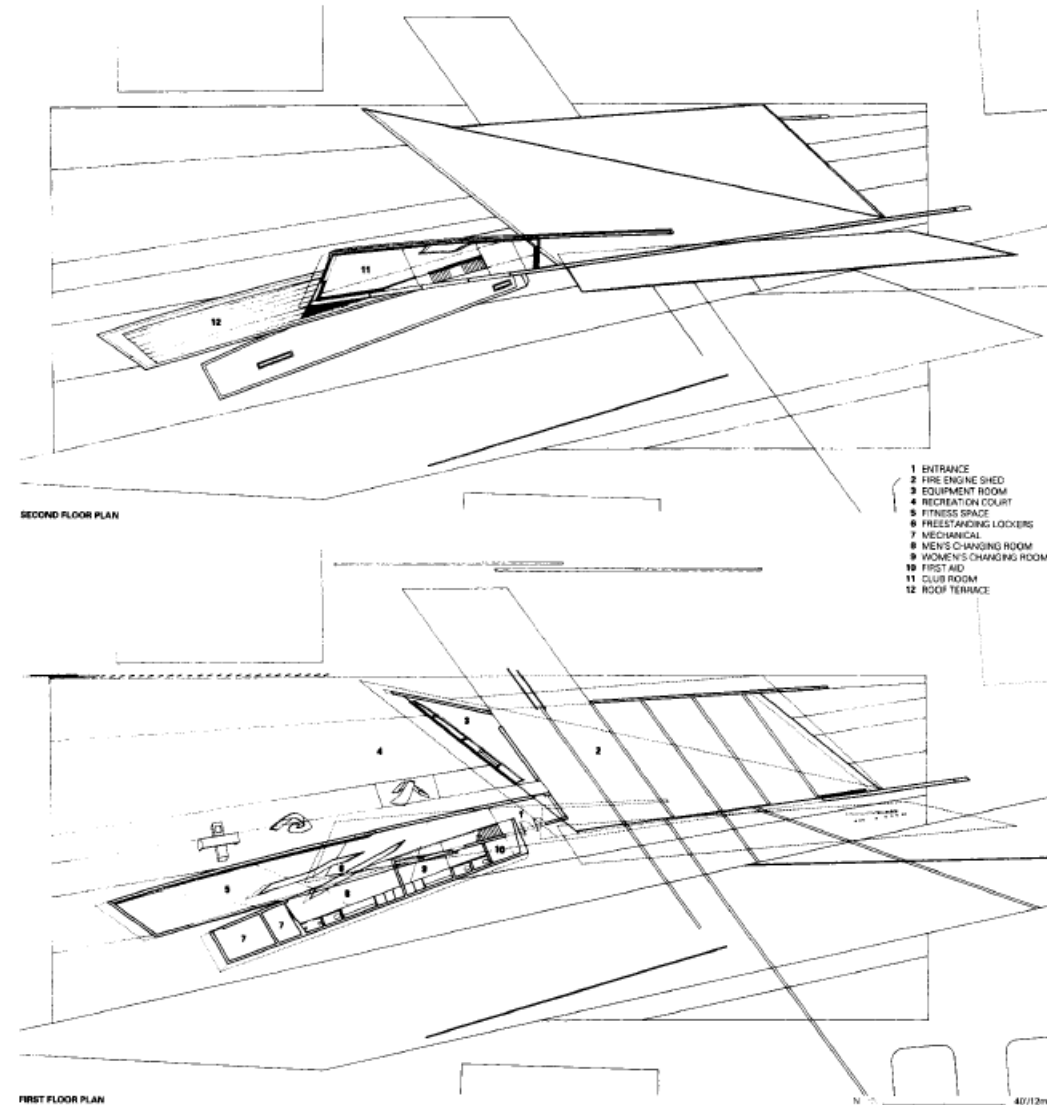 11
12
SECOND FLOOR PLAN
1 ENTRANCE
2 FIRE ENGINE SHED
3 EQUIPMENT ROOM
4 RECREATION COURT
5 FITNESS SPACE
6 FREESTANDING LOCKERS
7 MECHANICAL
8 MEN'S CHANGING ROOM
9 WOMEN'S CHANGING ROOM
10 FIRST AID
11 CLUB ROOM
12 ROOF TERRACE
3
4
2
1
10
9
6
5
8
7
7
FIRST FLOOR PLAN
N
40'/12m